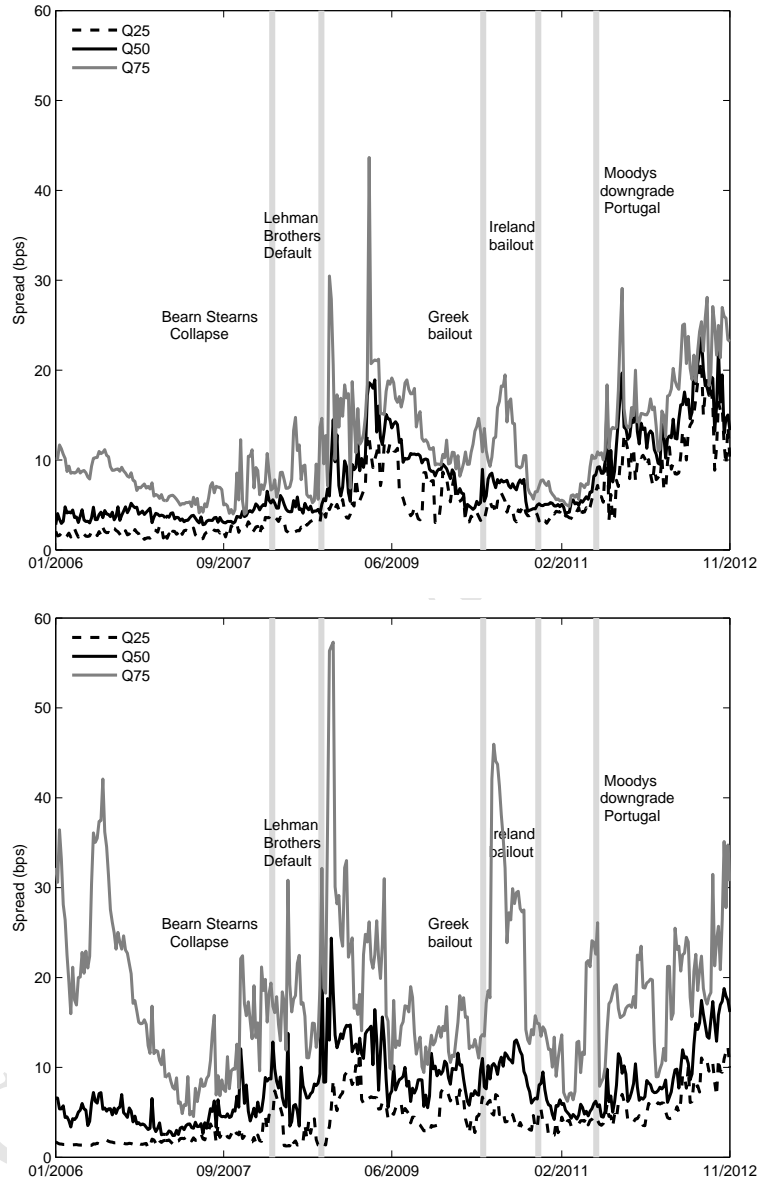 60
Q25
Q50
50
Q75
Moodys
downgrade
Portugal
40
Lehman
Brothers
Default
Ireland
bailout
Spread (bps)
30
Bearn Stearns
Collapse
Greek
bailout
20
10
0
01/2006
09/2007
06/2009
02/2011
11/2012
60
Q25
Q50
Q75
50
Moodys
downgrade
Portugal
40
Lehman
Brothers
Default
Ireland
bailout
Spread (bps)
30
Bearn Stearns
Collapse
Greek
bailout
20
10
0
01/2006
09/2007
06/2009
02/2011
11/2012